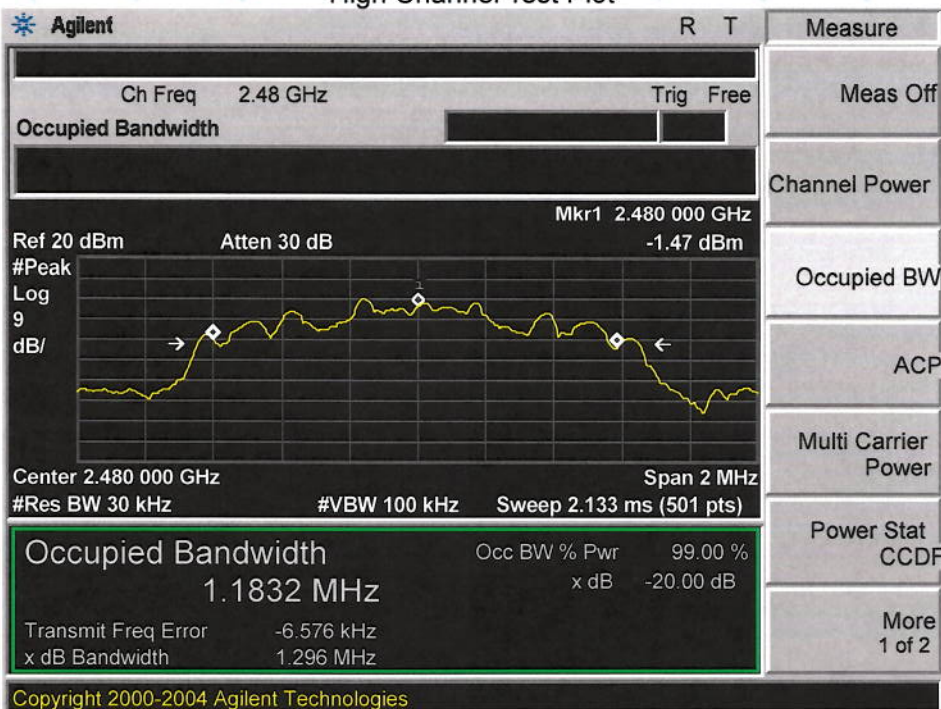 High Channel Test Plot
Agilent R T
Ch Freq 2.48 GHz Trig Free
Occupied Bandwidth
Mkr1 2.480 000 GHz
Ref 20 dBm Atten 30 dB -1.47 dBm
#Peak
Log
9
dB/
1
Center 2.480 000 GHz Span 2 MHz
#Res BW 30 kHz #VBW 100 kHz Sweep 2.133 ms (501 pts)
Occupied Bandwidth Occ BW % Pwr 99.00 %
1.1832 MHz x dB -20.00 dB
Transmit Freq Error -6.576 kHz
x dB Bandwidth 1.296 MHz
Copyright 2000-2004 Agilent Technologies
Measure
Meas Off
Channel Power
Occupied BW
ACP
Multi Carrier
Power
Power Stat
CCDF
More
1 of 2